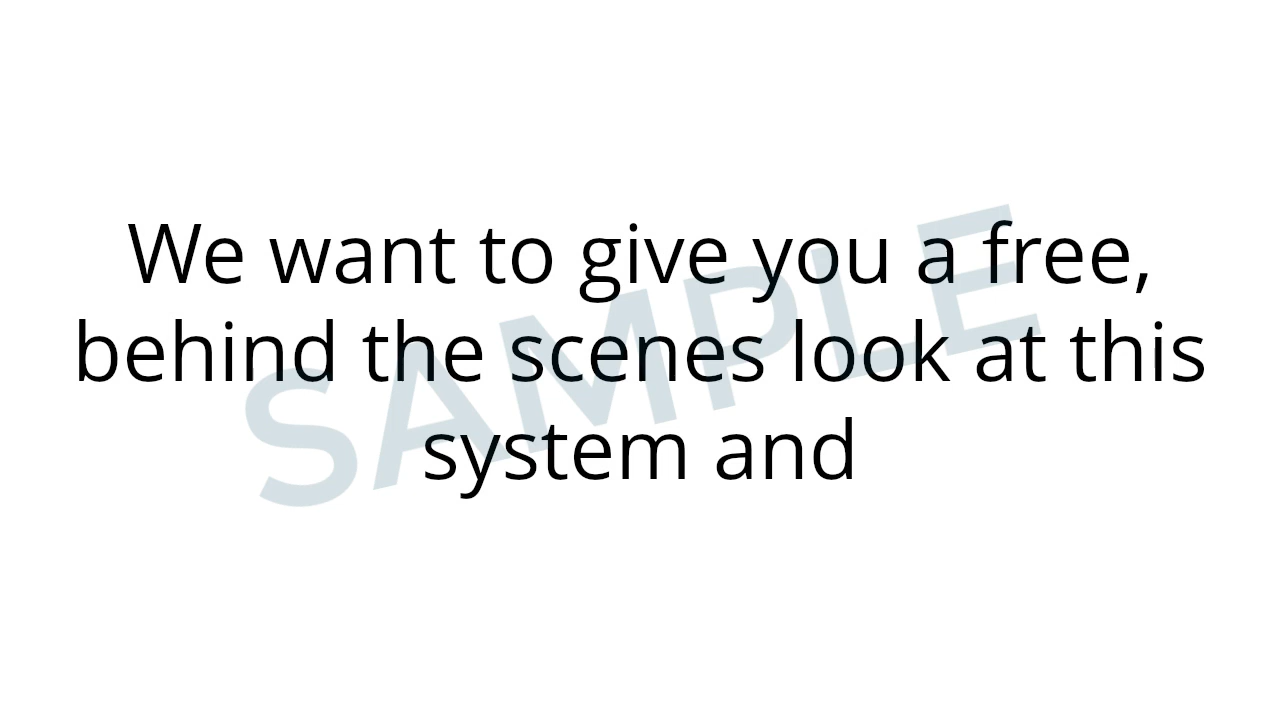 We want to give you a free,
behind the scenes look at this
system and
SAMPLE